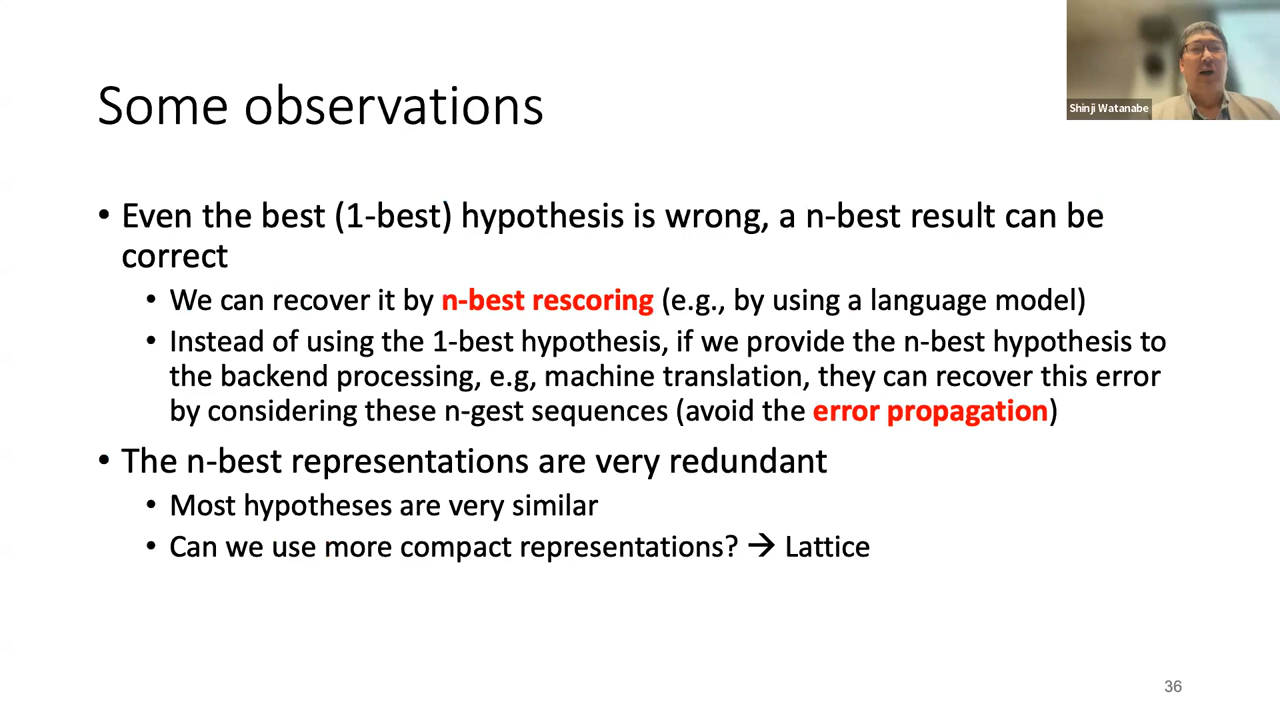 Some observations
Shinji Watanabe
• Even the best (1-best) hypothesis is wrong, a n-best result can be
correct
• We can recover it by n-best rescoring (e.g., by using a language model)
• Instead of using the 1-best hypothesis, if we provide the n-best hypothesis to
the backend processing, e.g, machine translation, they can recover this error
by considering these n-gest sequences (avoid the error propagation)
• The n-best representations are very redundant
• Most hypotheses are very similar
• Can we use more compact representations? → Lattice
36